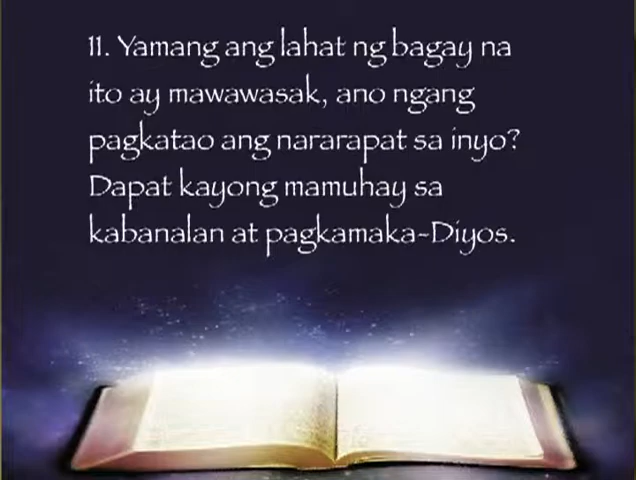 11. Yamang ang lahat ng bagay na
ito ay mawawasak, ano ngang
pagkatao ang nararapat sa inyo?
Dapat kayong mamuhay sa
kabanalan at pagkamaka-Diyos.